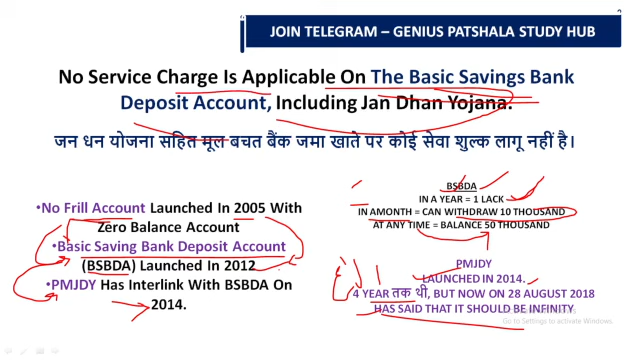 JOIN TELEGRAM – GENIUS PATSHALA STUDY HUB
No Service Charge Is Applicable On The Basic Savings Bank
Deposit Account, Including Jan Dhan Yojana.
जन धन योजना सहित मूल बचत बैंक जमा खाते पर कोई सेवा शुल्क लागू नहीं है।
•No Frill Account Launched In 2005 With
Zero Balance Account
•Basic Saving Bank Deposit Account
(BSBDA) Launched In 2012
•PMJDY Has Interlink With BSBDA On
2014.
BSBDA
IN A YEAR = 1 LACK
IN AMONTH = CAN WITHDRAW 10 THOUSAND
AT ANY TIME = BALANCE 50 THOUSAND
PMJDY
LAUNCHED IN 2014.
4 YEAR तक थी, BUT NOW ON 28 AUGUST 2018
HAS SAID THAT IT SHOULD BE INFINITY
Go to Settings to activate Windows.